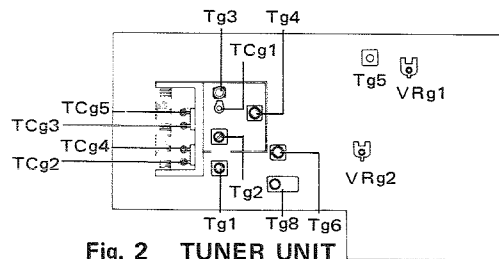 Tg3 Tg4
TCg1
Tg5
VRg1
TCg5
TCg3
TCg4
TCg2
Tg2
VRg2
Tg1 Tg8 Tg6
Fig. 2 TUNER UNIT